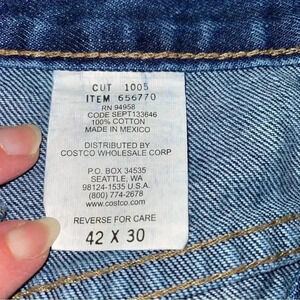 CUT 1005
ITEM 656770
RN 94958
CODE SEPT133646
100% COTTON
MADE IN MEXICO
DISTRIBUTED BY
COSTCO WHOLESALE CORP
P.O. BOX 34535
SEATTLE, WA
98124-1535 U.S.A.
(800) 774-2678
www.costco.com
REVERSE FOR CARE
42 X 30